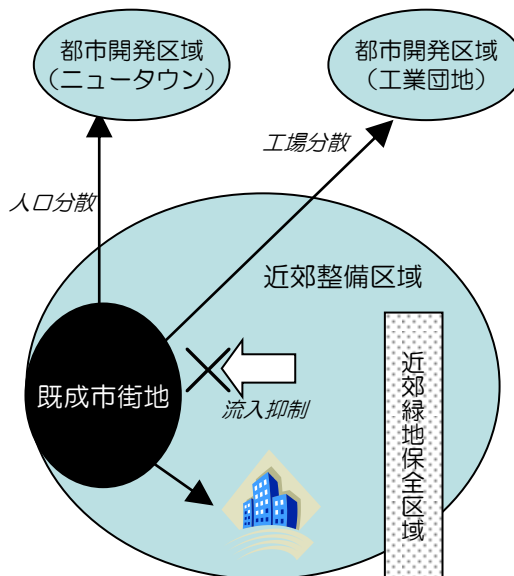 都市開発区域
（ニュータウン）
都市開発区域
（工業団地）
工場分散
人口分散
近郊整備区域
既成市街地
流入抑制
近郊緑地保全区域